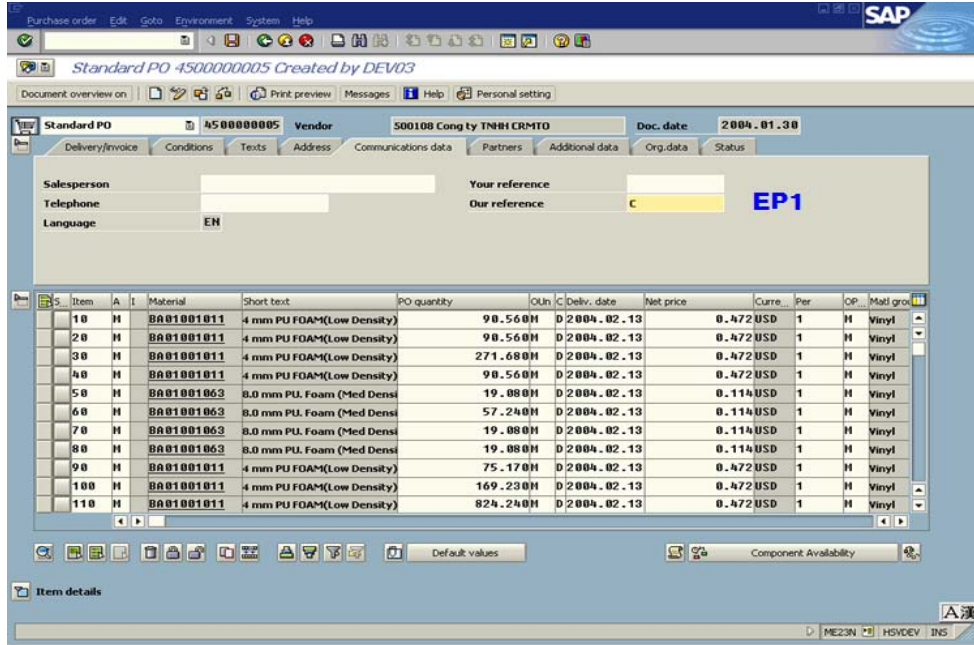 Purchase order Edit Goto Environment System Help
SAP
Standard PO 4500000005 Created by DEV03
Document overview on Print preview Messages Help Personal setting
Standard PO 4500000005 Vendor 500108 Cong ty TNHH CRMTO Doc. date 2004.01.30
Delivery/invoice Conditions Texts Address Communications data Partners Additional data Org.data Status
Salesperson Your reference
Telephone Our reference C EP1
Language EN
S... Item A I Material Short text PO quantity OUn C Deliv. date Net price Curre... Per OP... Matl grou
10 M BA01001011 4 mm PU FOAM(Low Density) 90.560 M D 2004.02.13 0.472 USD 1 M Vinyl
20 M BA01001011 4 mm PU FOAM(Low Density) 90.560 M D 2004.02.13 0.472 USD 1 M Vinyl
30 M BA01001011 4 mm PU FOAM(Low Density) 271.680 M D 2004.02.13 0.472 USD 1 M Vinyl
40 M BA01001011 4 mm PU FOAM(Low Density) 90.560 M D 2004.02.13 0.472 USD 1 M Vinyl
50 M BA01001063 8.0 mm PU. Foam (Med Densi 19.080 M D 2004.02.13 0.114 USD 1 M Vinyl
60 M BA01001063 8.0 mm PU. Foam (Med Densi 57.240 M D 2004.02.13 0.114 USD 1 M Vinyl
70 M BA01001063 8.0 mm PU. Foam (Med Densi 19.080 M D 2004.02.13 0.114 USD 1 M Vinyl
80 M BA01001063 8.0 mm PU. Foam (Med Densi 19.080 M D 2004.02.13 0.114 USD 1 M Vinyl
90 M BA01001011 4 mm PU FOAM(Low Density) 75.170 M D 2004.02.13 0.472 USD 1 M Vinyl
100 M BA01001011 4 mm PU FOAM(Low Density) 169.230 M D 2004.02.13 0.472 USD 1 M Vinyl
110 M BA01001011 4 mm PU FOAM(Low Density) 824.240 M D 2004.02.13 0.472 USD 1 M Vinyl
Default values Component Availability
Item details
A漢
ME23N HSVDEV INS